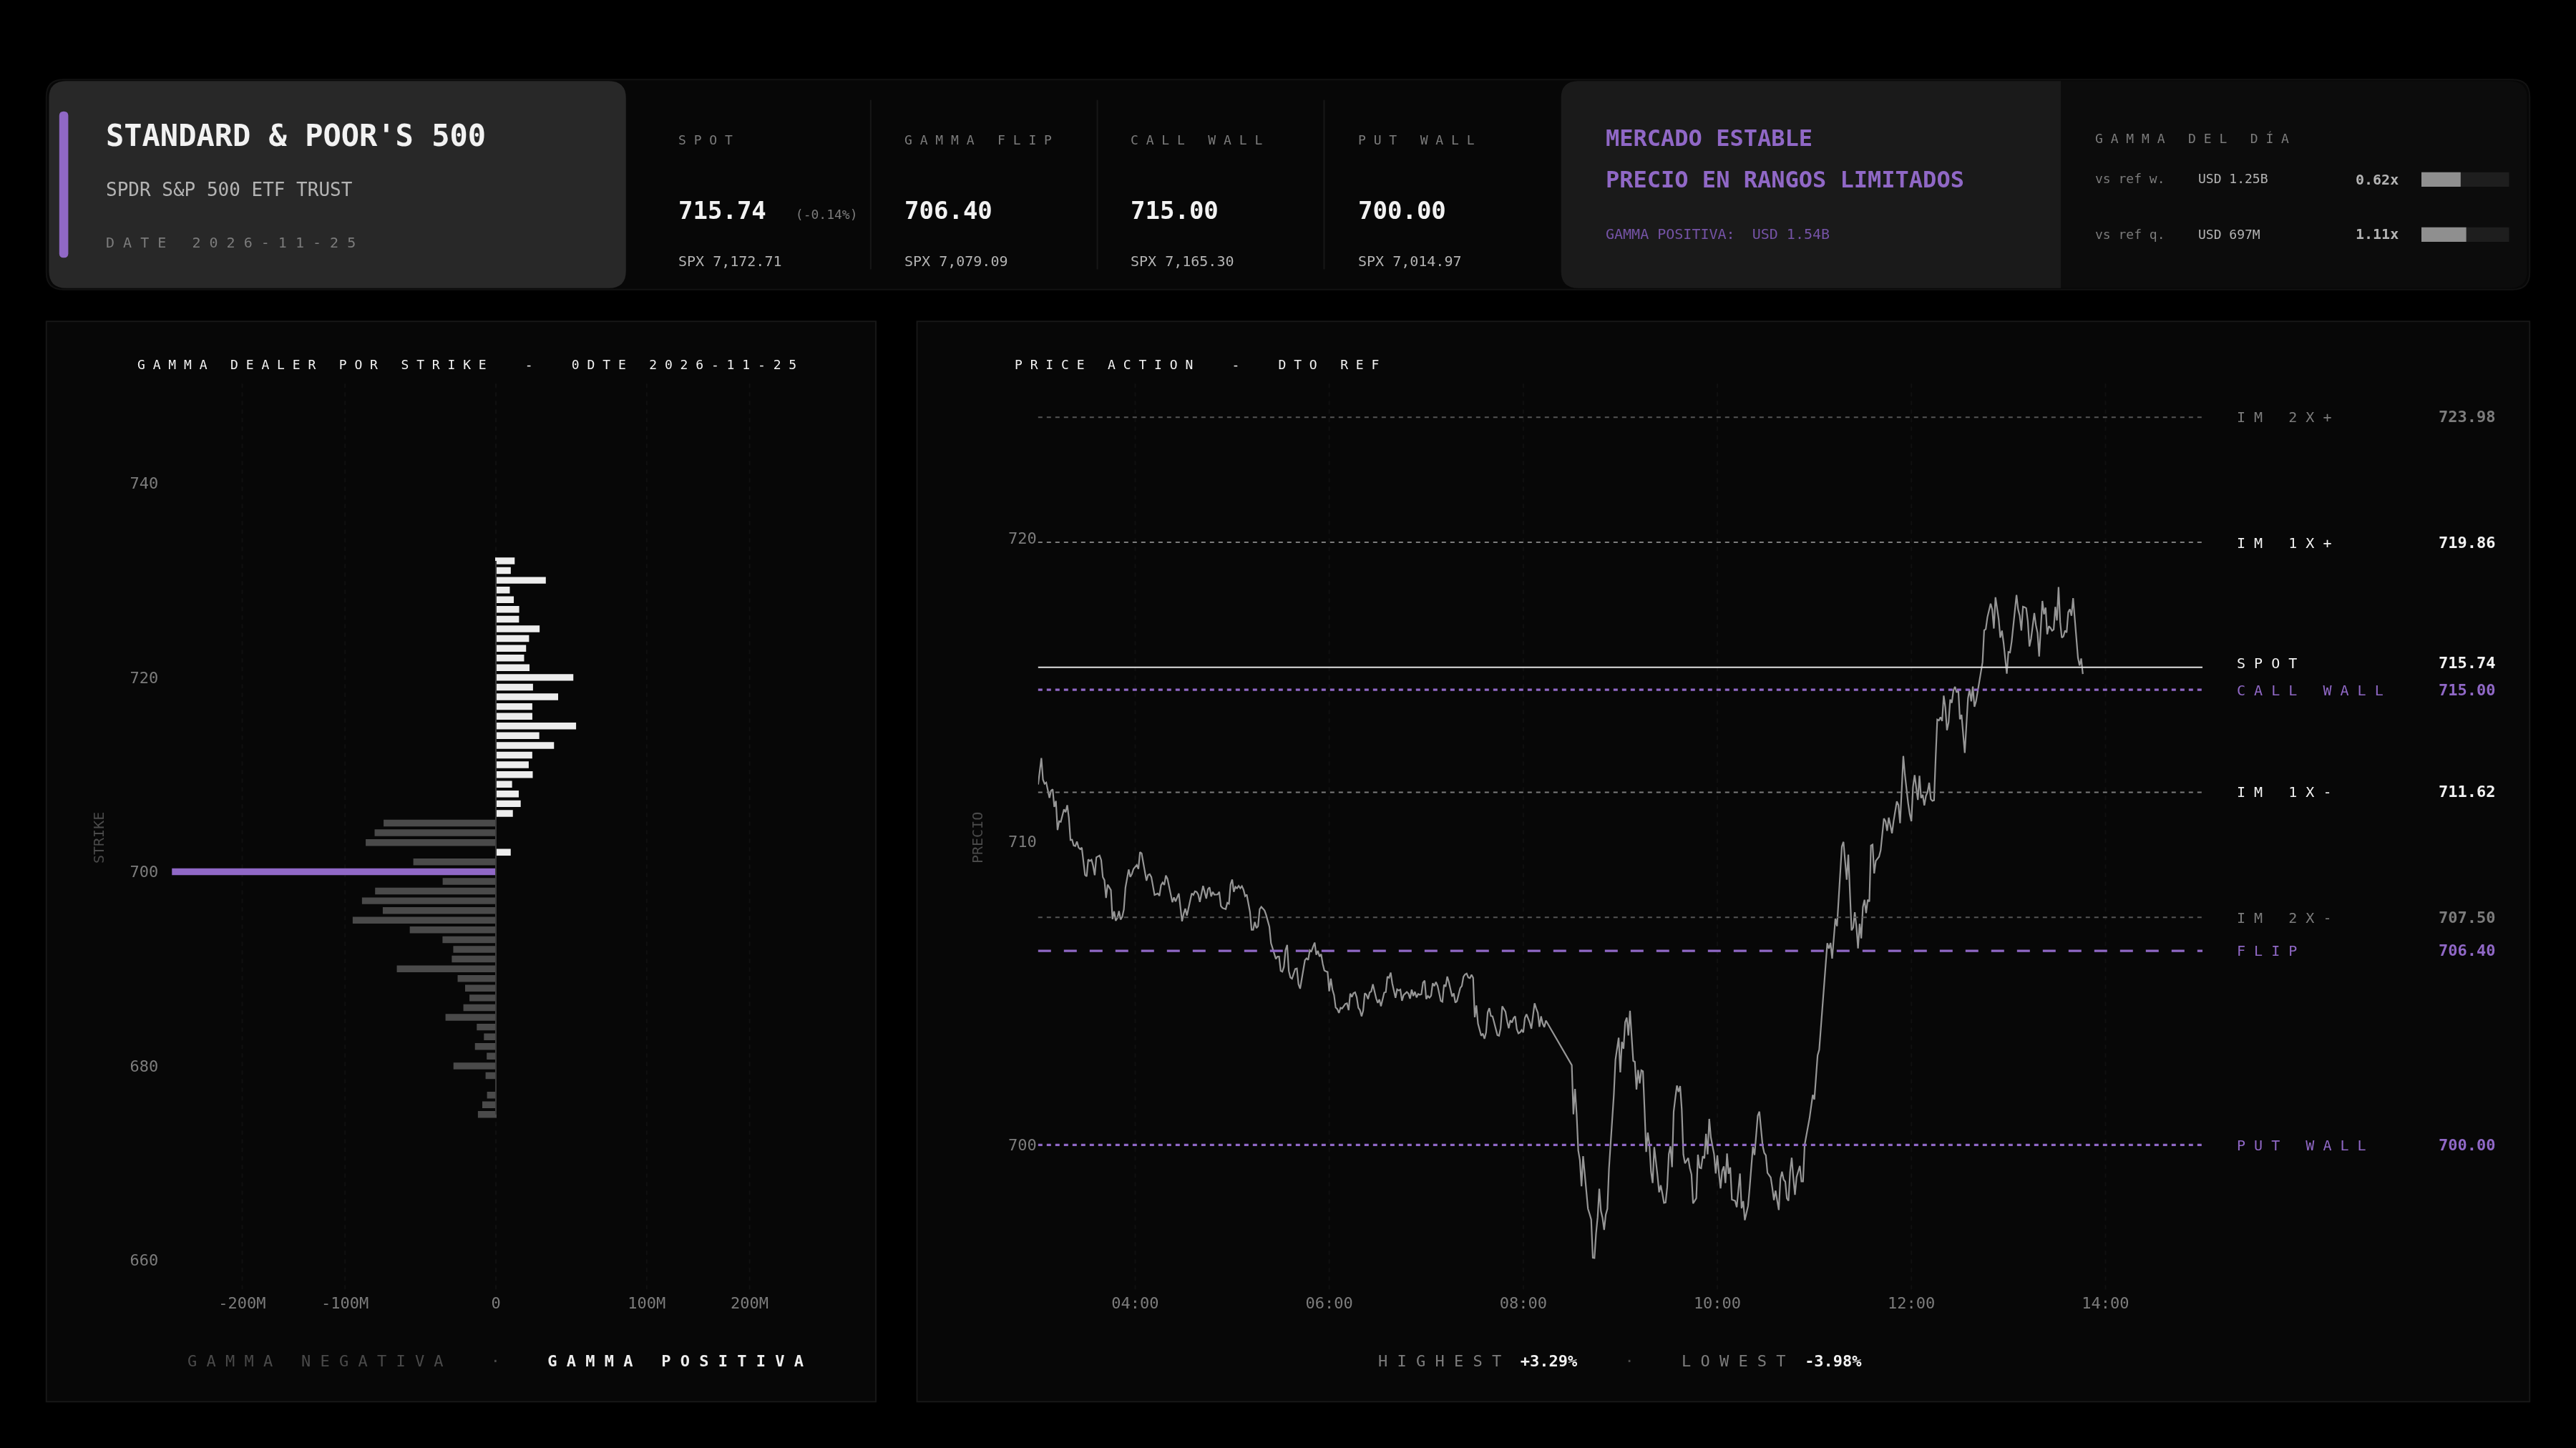 STANDARD & POOR'S 500
SPDR S&P 500 ETF TRUST
DATE 2026-11-25
SPOT
715.74 (-0.14%)
SPX 7,172.71
GAMMA FLIP
706.40
SPX 7,079.09
CALL WALL
715.00
SPX 7,165.30
PUT WALL
700.00
SPX 7,014.97
MERCADO ESTABLE
PRECIO EN RANGOS LIMITADOS
GAMMA POSITIVA: USD 1.54B
GAMMA DEL DÍA
vs ref w. USD 1.25B 0.62x
vs ref q. USD 697M 1.11x
GAMMA DEALER POR STRIKE - 0DTE 2026-11-25
STRIKE
740
720
700
680
660
-200M -100M 0 100M 200M
GAMMA NEGATIVA · GAMMA POSITIVA
PRICE ACTION - DTO REF
PRECIO
720
710
700
IM 2X+ 723.98
IM 1X+ 719.86
SPOT 715.74
CALL WALL 715.00
IM 1X- 711.62
IM 2X- 707.50
FLIP 706.40
PUT WALL 700.00
04:00 06:00 08:00 10:00 12:00 14:00
HIGHEST +3.29% · LOWEST -3.98%